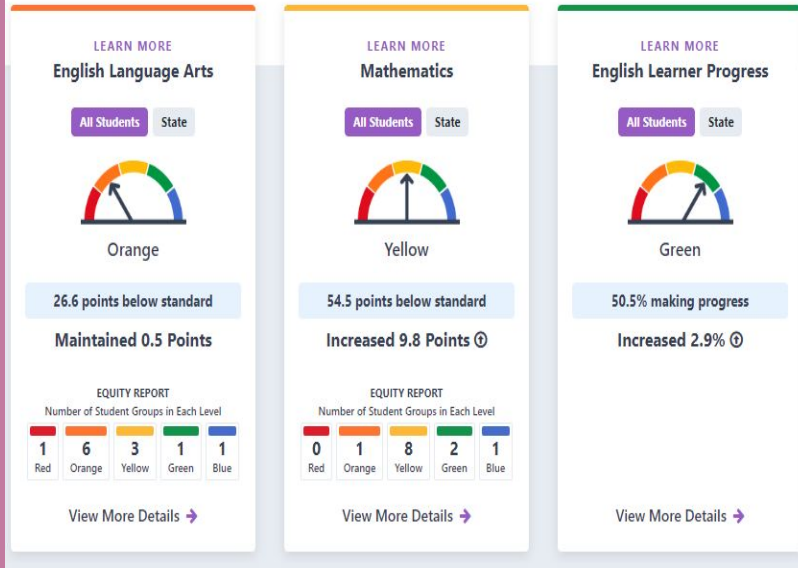 LEARN MORE
English Language Arts
All Students State
Orange
26.6 points below standard
Maintained 0.5 Points
EQUITY REPORT
Number of Student Groups in Each Level
1 6 3 1 1
Red Orange Yellow Green Blue
View More Details
LEARN MORE
Mathematics
All Students State
Yellow
54.5 points below standard
Increased 9.8 Points
EQUITY REPORT
Number of Student Groups in Each Level
0 1 8 2 1
Red Orange Yellow Green Blue
View More Details
LEARN MORE
English Learner Progress
All Students State
Green
50.5% making progress
Increased 2.9%
View More Details